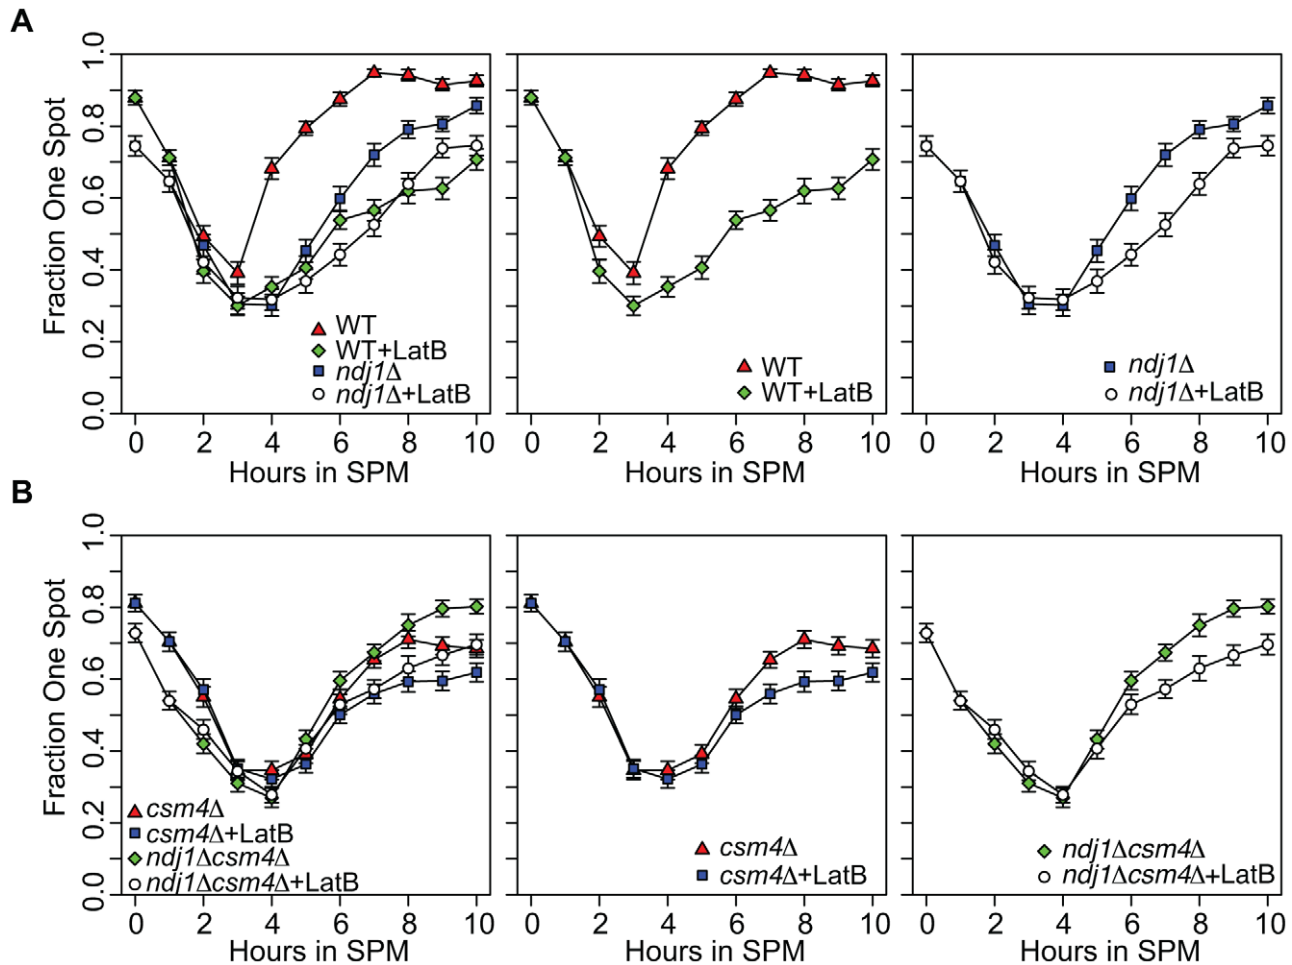 A
Fraction One Spot
1.0
0.8
0.6
0.4
0.2
0.0
WT
WT+LatB
ndj1Δ
ndj1Δ+LatB
0 2 4 6 8 10
Hours in SPM
WT
WT+LatB
0 2 4 6 8 10
Hours in SPM
ndj1Δ
ndj1Δ+LatB
0 2 4 6 8 10
Hours in SPM
B
Fraction One Spot
1.0
0.8
0.6
0.4
0.2
0.0
csm4Δ
csm4Δ+LatB
ndj1Δcsm4Δ
ndj1Δcsm4Δ+LatB
0 2 4 6 8 10
Hours in SPM
csm4Δ
csm4Δ+LatB
0 2 4 6 8 10
Hours in SPM
ndj1Δcsm4Δ
ndj1Δcsm4Δ+LatB
0 2 4 6 8 10
Hours in SPM